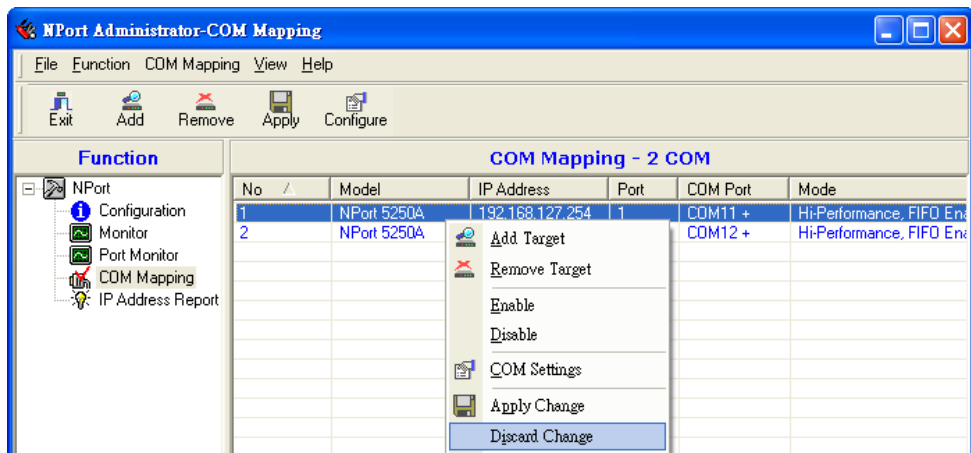 NPort Administrator-COM Mapping
File Function COM Mapping View Help
Exit Add Remove Apply Configure
Function
COM Mapping - 2 COM
NPort
Configuration
Monitor
Port Monitor
COM Mapping
IP Address Report
No Model IP Address Port COM Port Mode
1 NPort 5250A 192.168.127.254 1 COM11 + Hi-Performance, FIFO Ena
2 NPort 5250A COM12 + Hi-Performance, FIFO Ena
Add Target
Remove Target
Enable
Disable
COM Settings
Apply Change
Discard Change